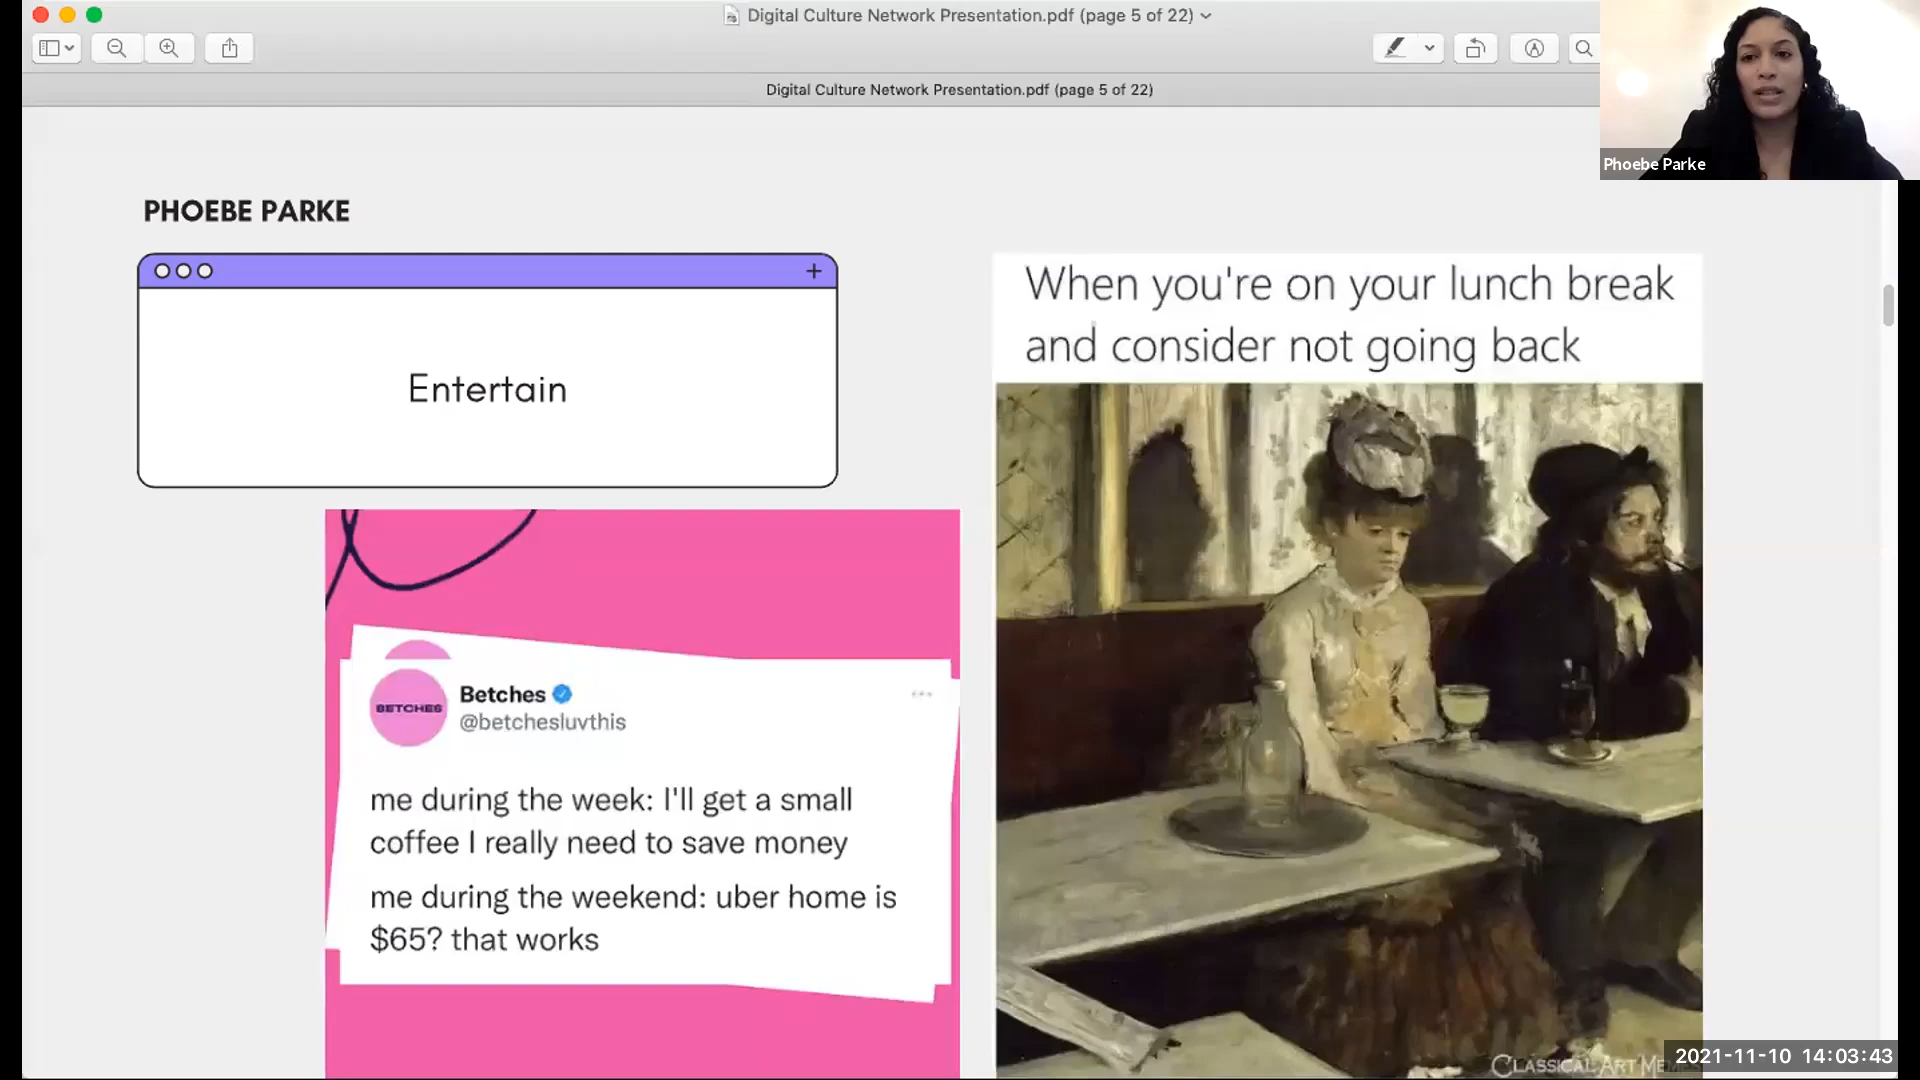 Digital Culture Network Presentation.pdf (page 5 of 22)
Digital Culture Network Presentation.pdf (page 5 of 22)
Phoebe Parke
PHOEBE PARKE
Entertain
When you're on your lunch break
and consider not going back
BETCHES
Betches
@betchesluvthis
me during the week: I'll get a small
coffee I really need to save money
me during the weekend: uber home is
$65? that works
CLASSICAL ART
2021-11-10 14:03:43